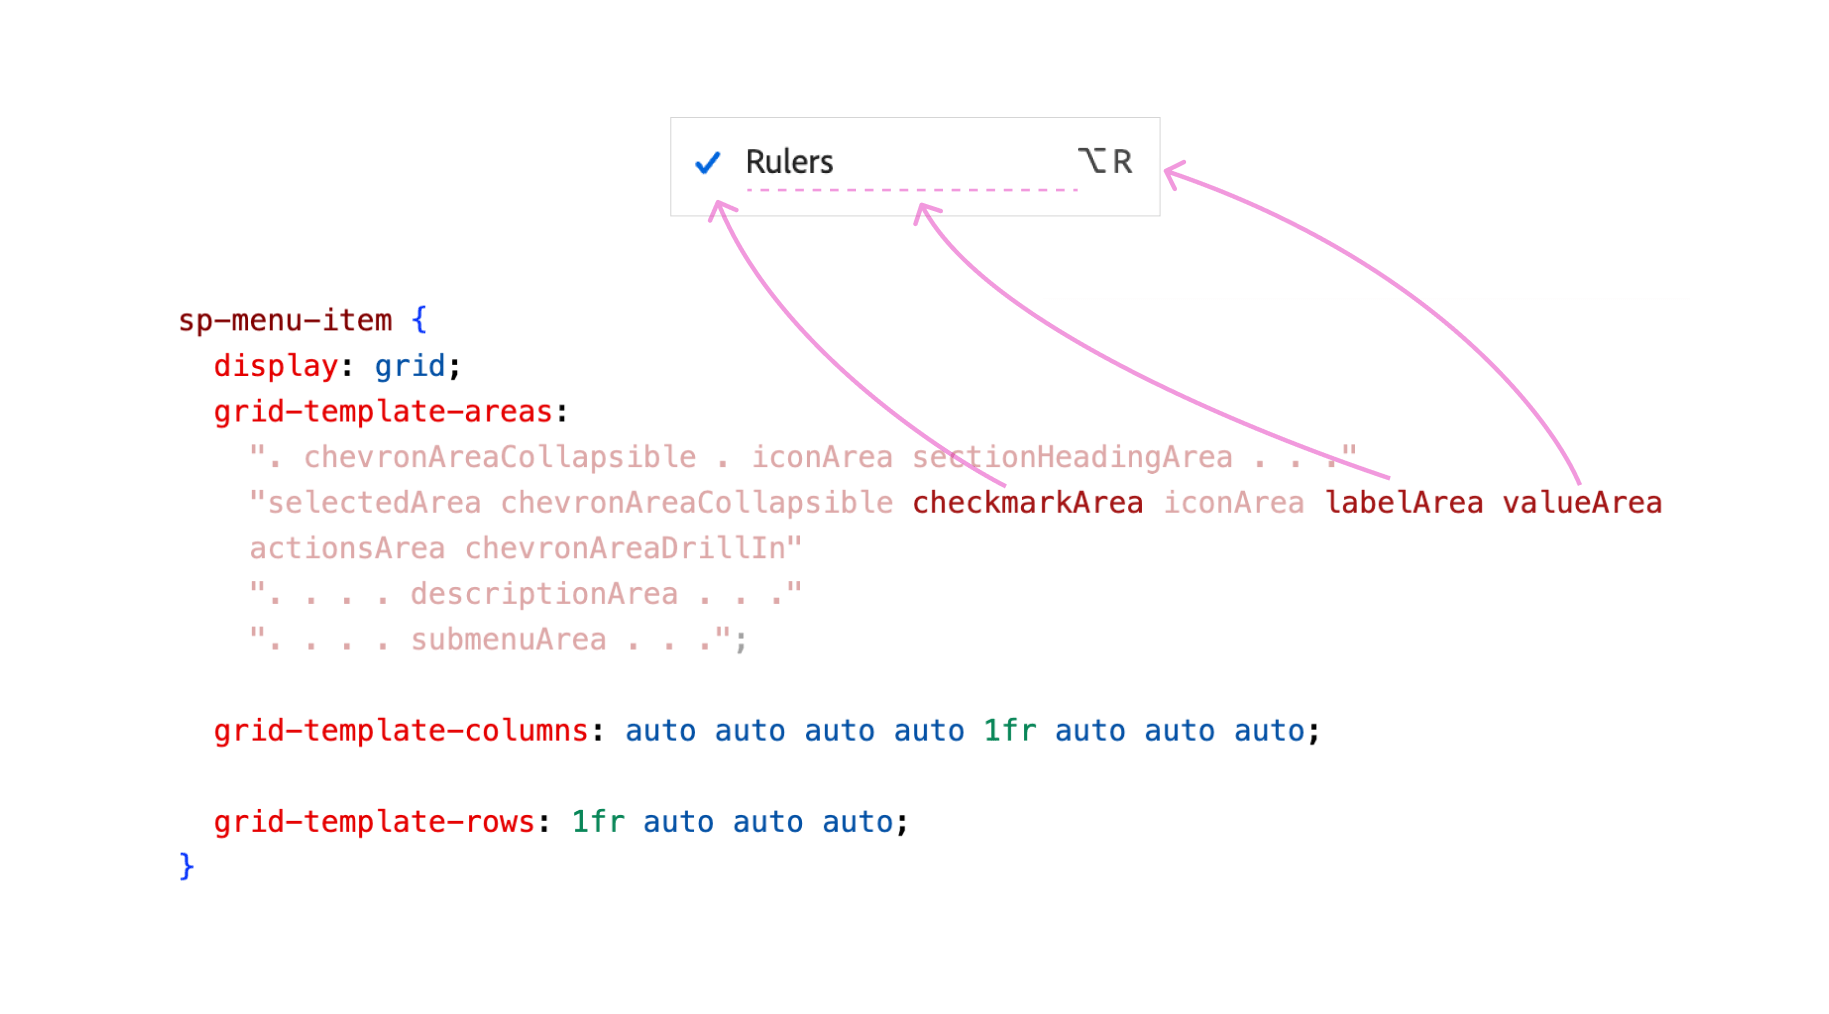 Rulers ⌥ R
sp-menu-item {
display: grid;
grid-template-areas:
". chevronAreaCollapsible . iconArea sectionHeadingArea . . ."
"selectedArea chevronAreaCollapsible checkmarkArea iconArea labelArea valueArea
actionsArea chevronAreaDrillIn"
". . . . descriptionArea . . ."
". . . . submenuArea . . .";
grid-template-columns: auto auto auto auto 1fr auto auto auto;
grid-template-rows: 1fr auto auto auto;
}